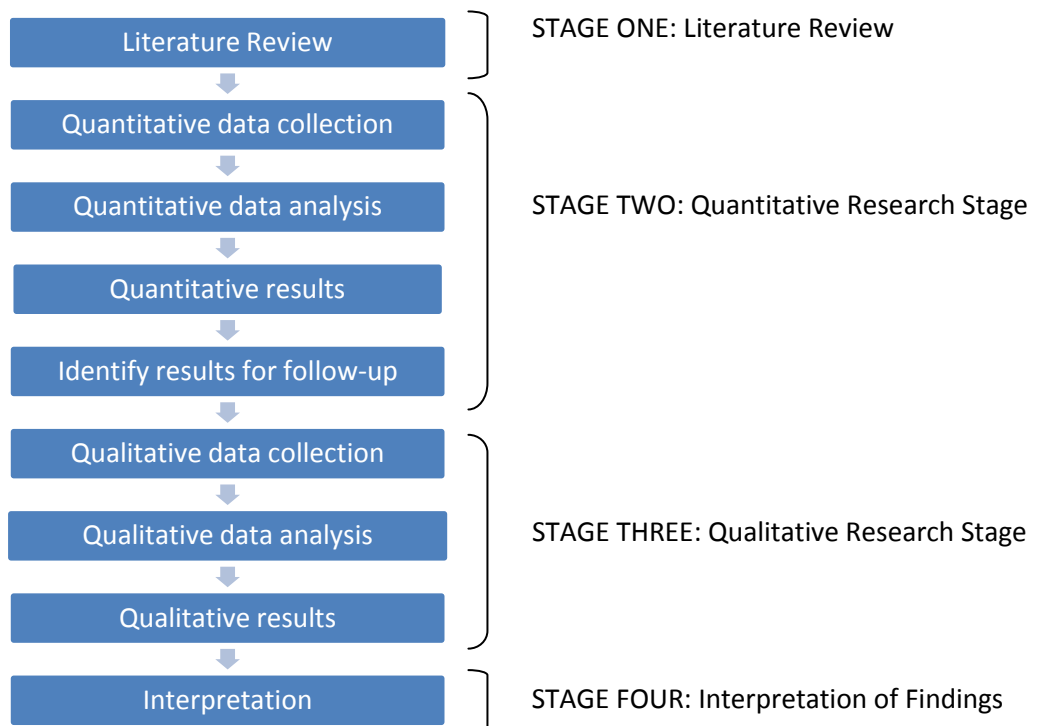 Literature Review
STAGE ONE: Literature Review
Quantitative data collection
Quantitative data analysis
STAGE TWO: Quantitative Research Stage
Quantitative results
Identify results for follow-up
Qualitative data collection
Qualitative data analysis
STAGE THREE: Qualitative Research Stage
Qualitative results
Interpretation
STAGE FOUR: Interpretation of Findings